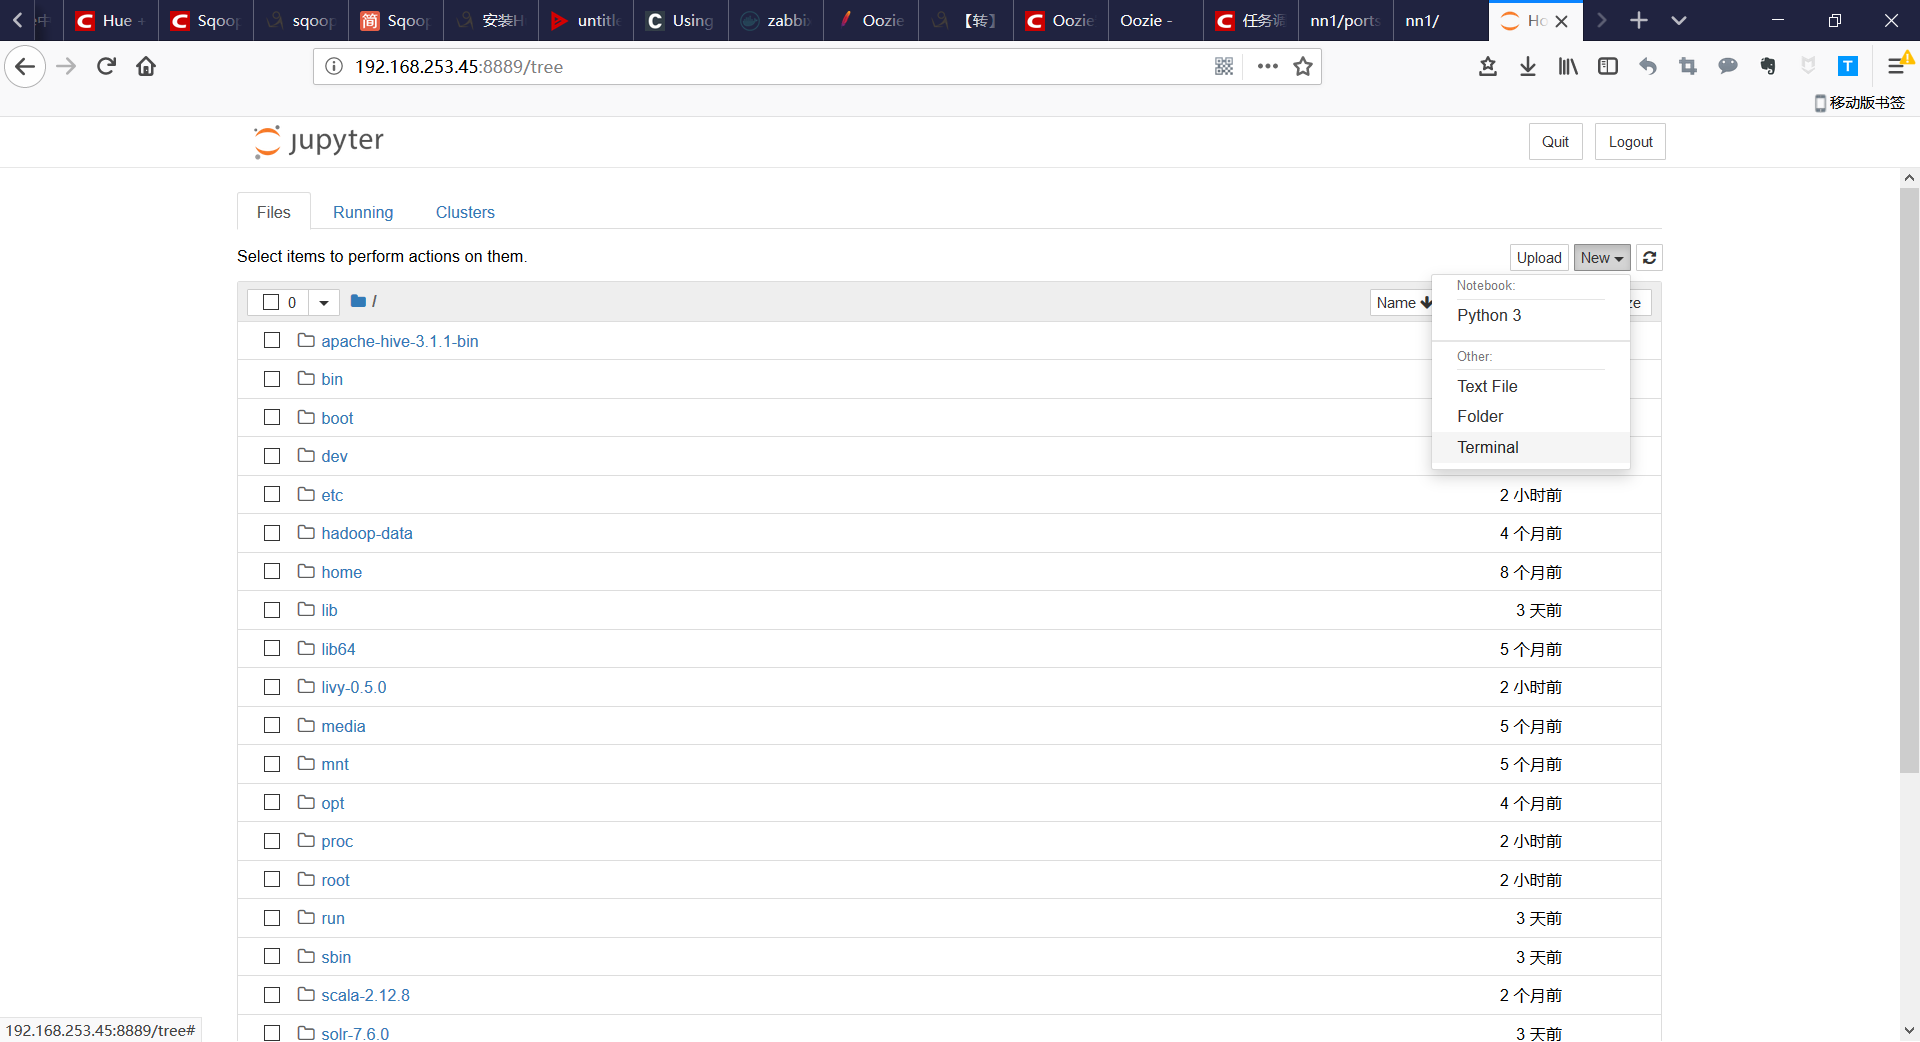 Hue
Sqoop
sqoop
简 Sqoop
安装H
untitle
Using
zabbix
Oozie
【转】
Oozie
Oozie -
任务调
nn1/ports
nn1/
Ho
192.168.253.45:8889/tree
T
移动版书签
jupyter
Quit
Logout
Files
Running
Clusters
Select items to perform actions on them.
Upload
New
0
/
Name
ze
Notebook:
Python 3
Other:
Text File
Folder
Terminal
apache-hive-3.1.1-bin
bin
boot
dev
etc 2 小时前
hadoop-data 4 个月前
home 8 个月前
lib 3 天前
lib64 5 个月前
livy-0.5.0 2 小时前
media 5 个月前
mnt 5 个月前
opt 4 个月前
proc 2 小时前
root 2 小时前
run 3 天前
sbin 3 天前
scala-2.12.8 2 个月前
solr-7.6.0 3 天前
192.168.253.45:8889/tree#